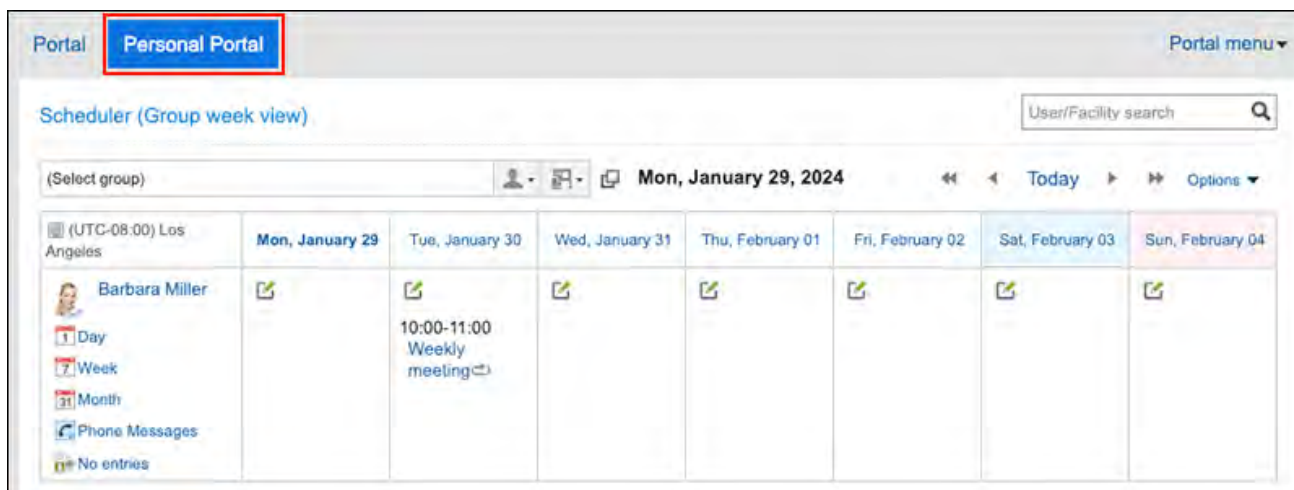 Portal Personal Portal Portal menu
Scheduler (Group week view) User/Facility search
(Select group) Mon, January 29, 2024 Today Options
(UTC-08:00) Los Angeles
Mon, January 29 Tue, January 30 Wed, January 31 Thu, February 01 Fri, February 02 Sat, February 03 Sun, February 04
Barbara Miller
10:00-11:00
Weekly
meeting
1 Day
7 Week
31 Month
Phone Messages
No entries